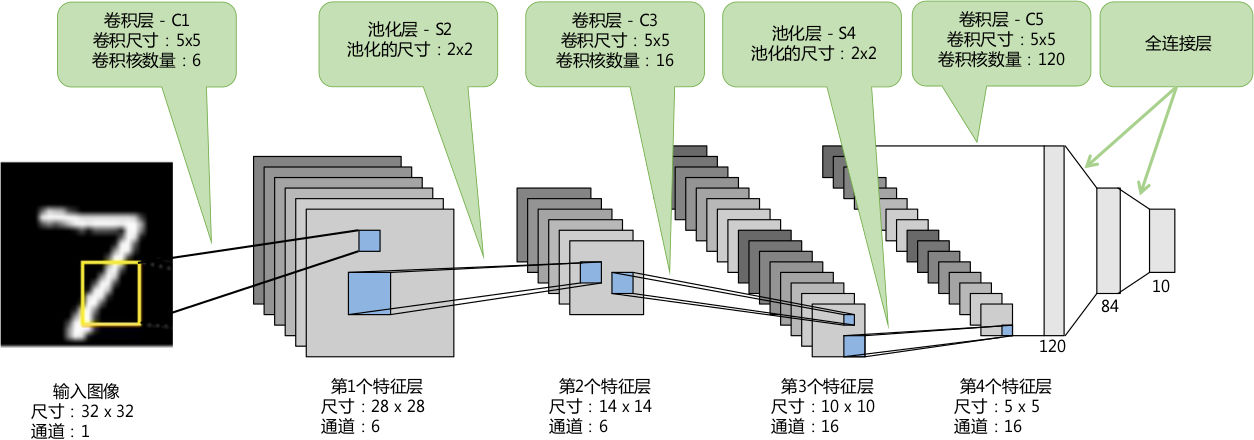 卷积层 - C1
卷积尺寸：5x5
卷积核数量：6
池化层 - S2
池化的尺寸：2x2
卷积层 - C3
卷积尺寸：5x5
卷积核数量：16
池化层 - S4
池化的尺寸：2x2
卷积层 - C5
卷积尺寸：5x5
卷积核数量：120
全连接层
7
120
84
10
输入图像
尺寸：32 x 32
通道：1
第1个特征层
尺寸：28 x 28
通道：6
第2个特征层
尺寸：14 x 14
通道：6
第3个特征层
尺寸：10 x 10
通道：16
第4个特征层
尺寸：5 x 5
通道：16